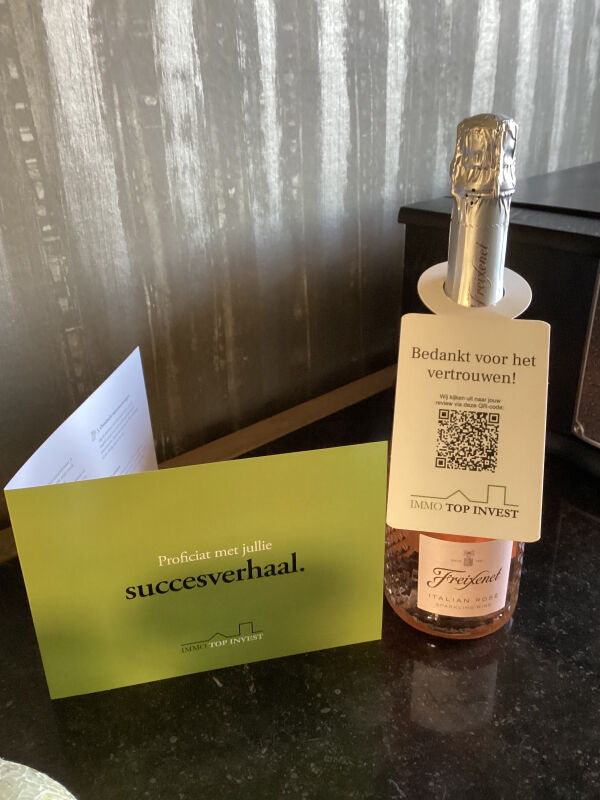 Proficiat met jullie
succesverhaal.
IMMO TOP INVEST
Freixenet
Bedankt voor het
vertrouwen!
Wij kijken uit naar jouw
review via deze QR-code:
IMMO TOP INVEST
Freixenet
ITALIAN ROSÉ
SPARKLING WINE